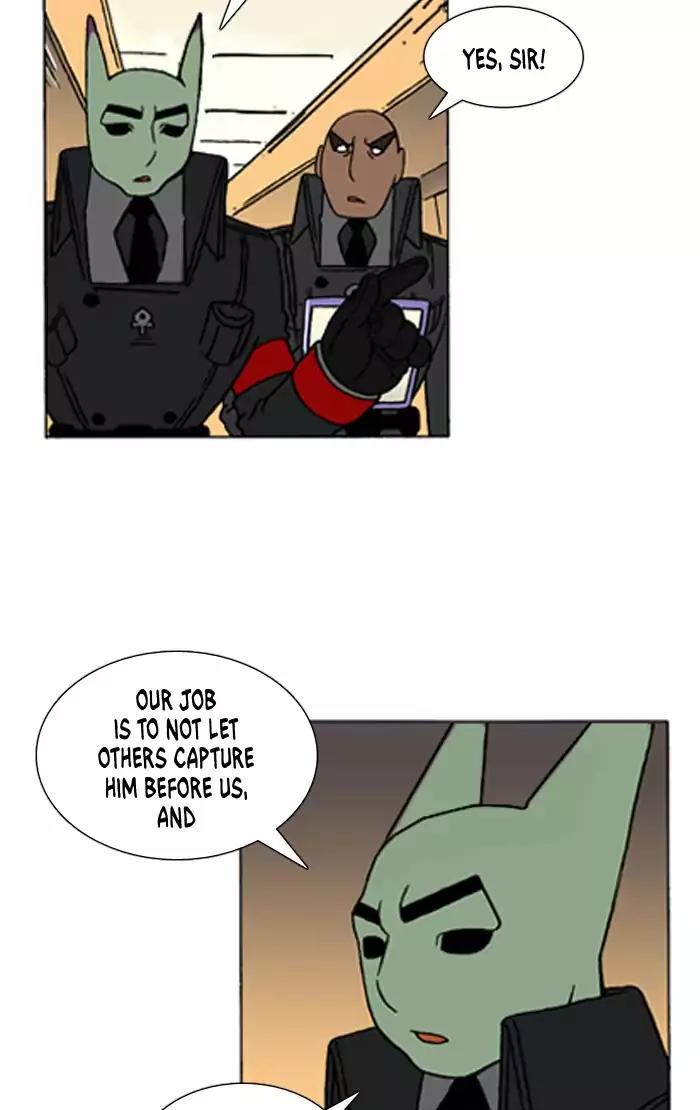 YES, SIR!
OUR JOB
IS TO NOT LET
OTHERS CAPTURE
HIM BEFORE US,
AND